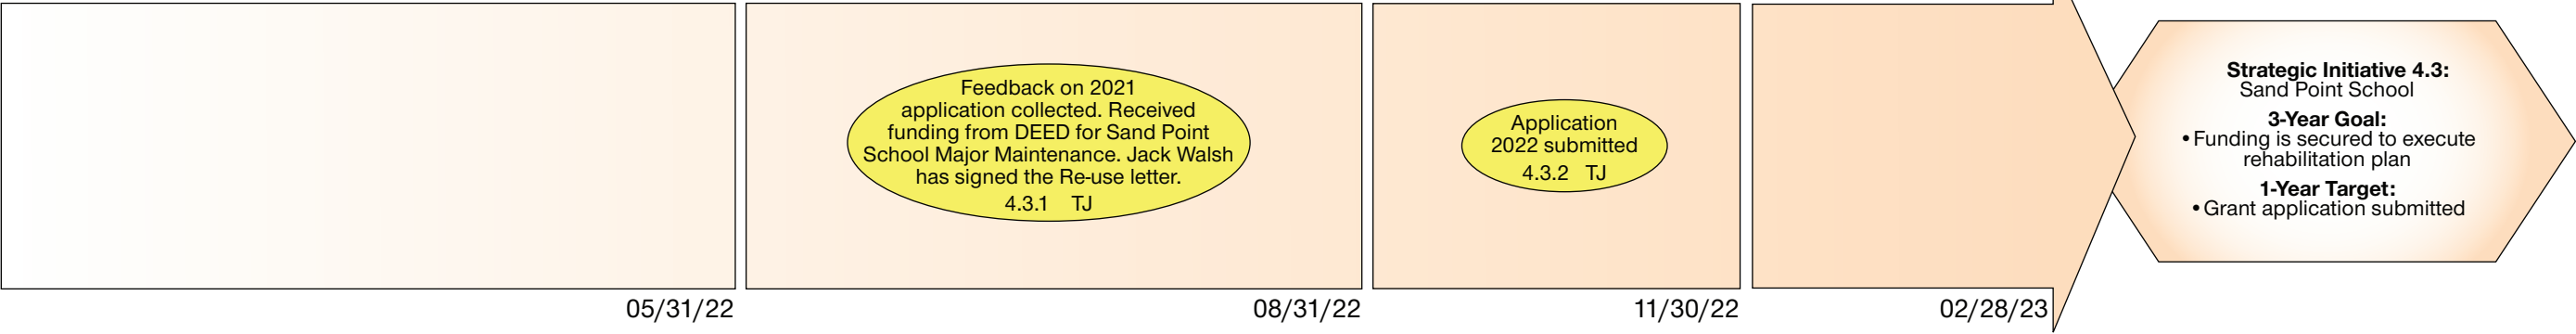 Feedback on 2021
application collected. Received
funding from DEED for Sand Point
School Major Maintenance. Jack Walsh
has signed the Re-use letter.
4.3.1 TJ
Application
2022 submitted
4.3.2 TJ
Strategic Initiative 4.3:
Sand Point School
3-Year Goal:
• Funding is secured to execute
rehabilitation plan
1-Year Target:
• Grant application submitted
05/31/22
08/31/22
11/30/22
02/28/23